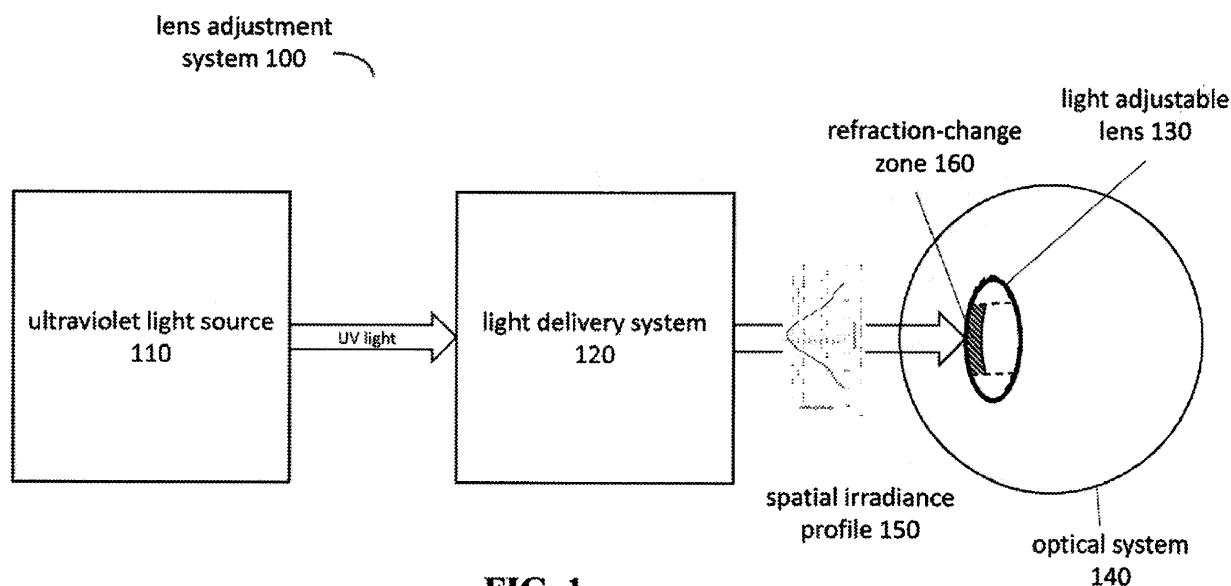 lens adjustment
system 100
light adjustable
lens 130
refraction-change
zone 160
ultraviolet light source
110
UV light
light delivery system
120
spatial irradiance
profile 150
optical system
140
FIG. 1